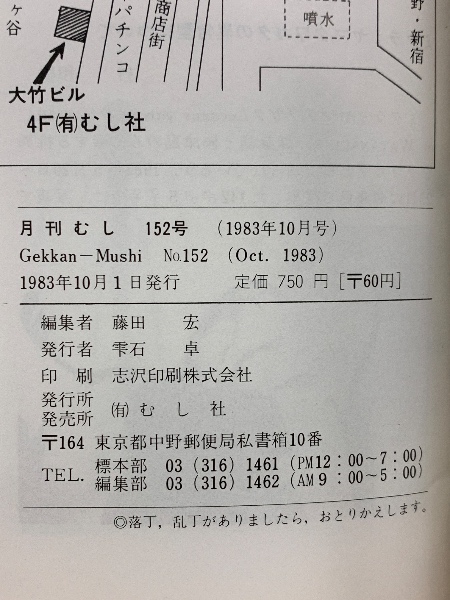 ケ谷
パチンコ
商店街
噴水
野・新宿
大竹ビル
4F㈲むし社
月刊むし 152号 (1983年10月号)
Gekkan－Mushi No.152 (Oct. 1983)
1983年10月1日発行 定価 750 円［〒60円］
編集者 藤田 宏
発行者 雫石 卓
印 刷 志沢印刷株式会社
発行所
発売所 ㈲むし社
〒164 東京都中野郵便局私書箱10番
TEL. 標本部 03 (316) 1461 (PM12：00～7：00)
編集部 03 (316) 1462 (AM9：00～5：00)
◎落丁，乱丁がありましたら，おとりかえします。